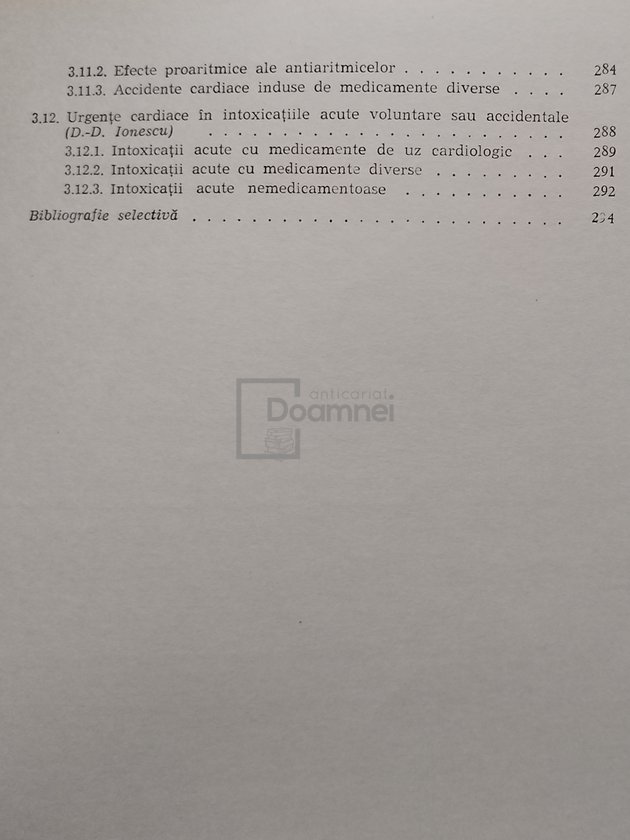 3.11.2. Efecte proaritmice ale antiaritmicelor . . . . . . . . . . . 284
3.11.3. Accidente cardiace induse de medicamente diverse . . . . 287
3.12. Urgențe cardiace în intoxicațiile acute voluntare sau accidentale
(D.-D. Ionescu) . . . . . . . . . . . . . . . . . . . . . . . 288
3.12.1. Intoxicații acute cu medicamente de uz cardiologic . . . 289
3.12.2. Intoxicații acute cu medicamente diverse . . . . . . . . . 291
3.12.3. Intoxicații acute nemedicamentoase . . . . . . . . . . . 292
Bibliografie selectivă . . . . . . . . . . . . . . . . . . . . . . . . 294
anticariat
Doamnei